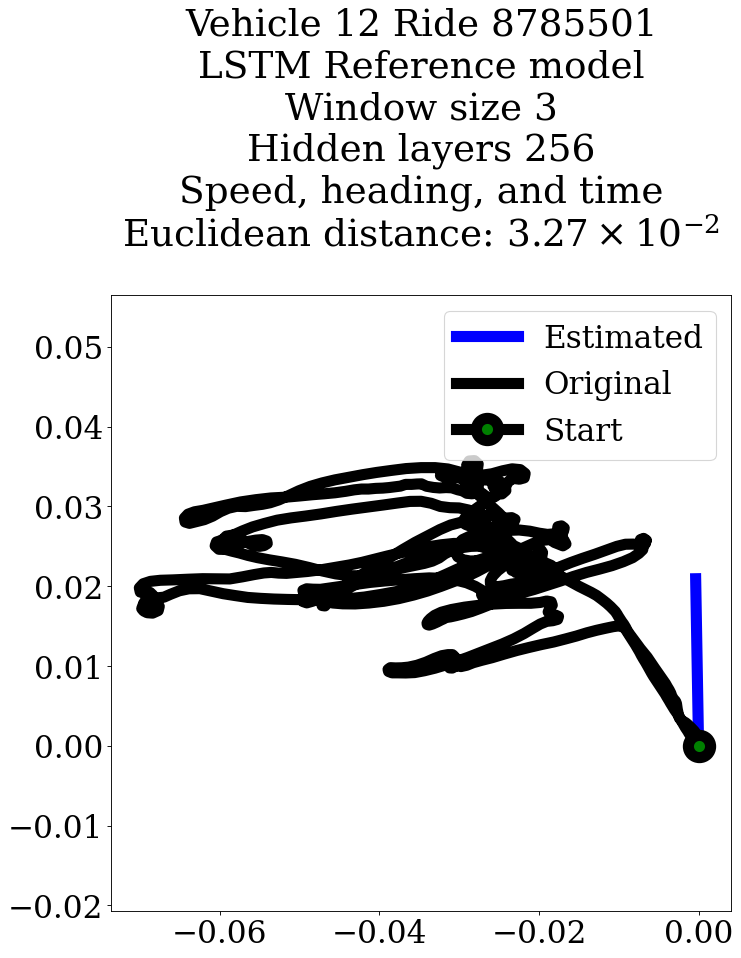 Vehicle 12 Ride 8785501
LSTM Reference model
Window size 3
Hidden layers 256
Speed, heading, and time
Euclidean distance: 3.27 × 10⁻²
Estimated
Original
Start
0.05
0.04
0.03
0.02
0.01
0.00
−0.01
−0.02
−0.06 −0.04 −0.02 0.00